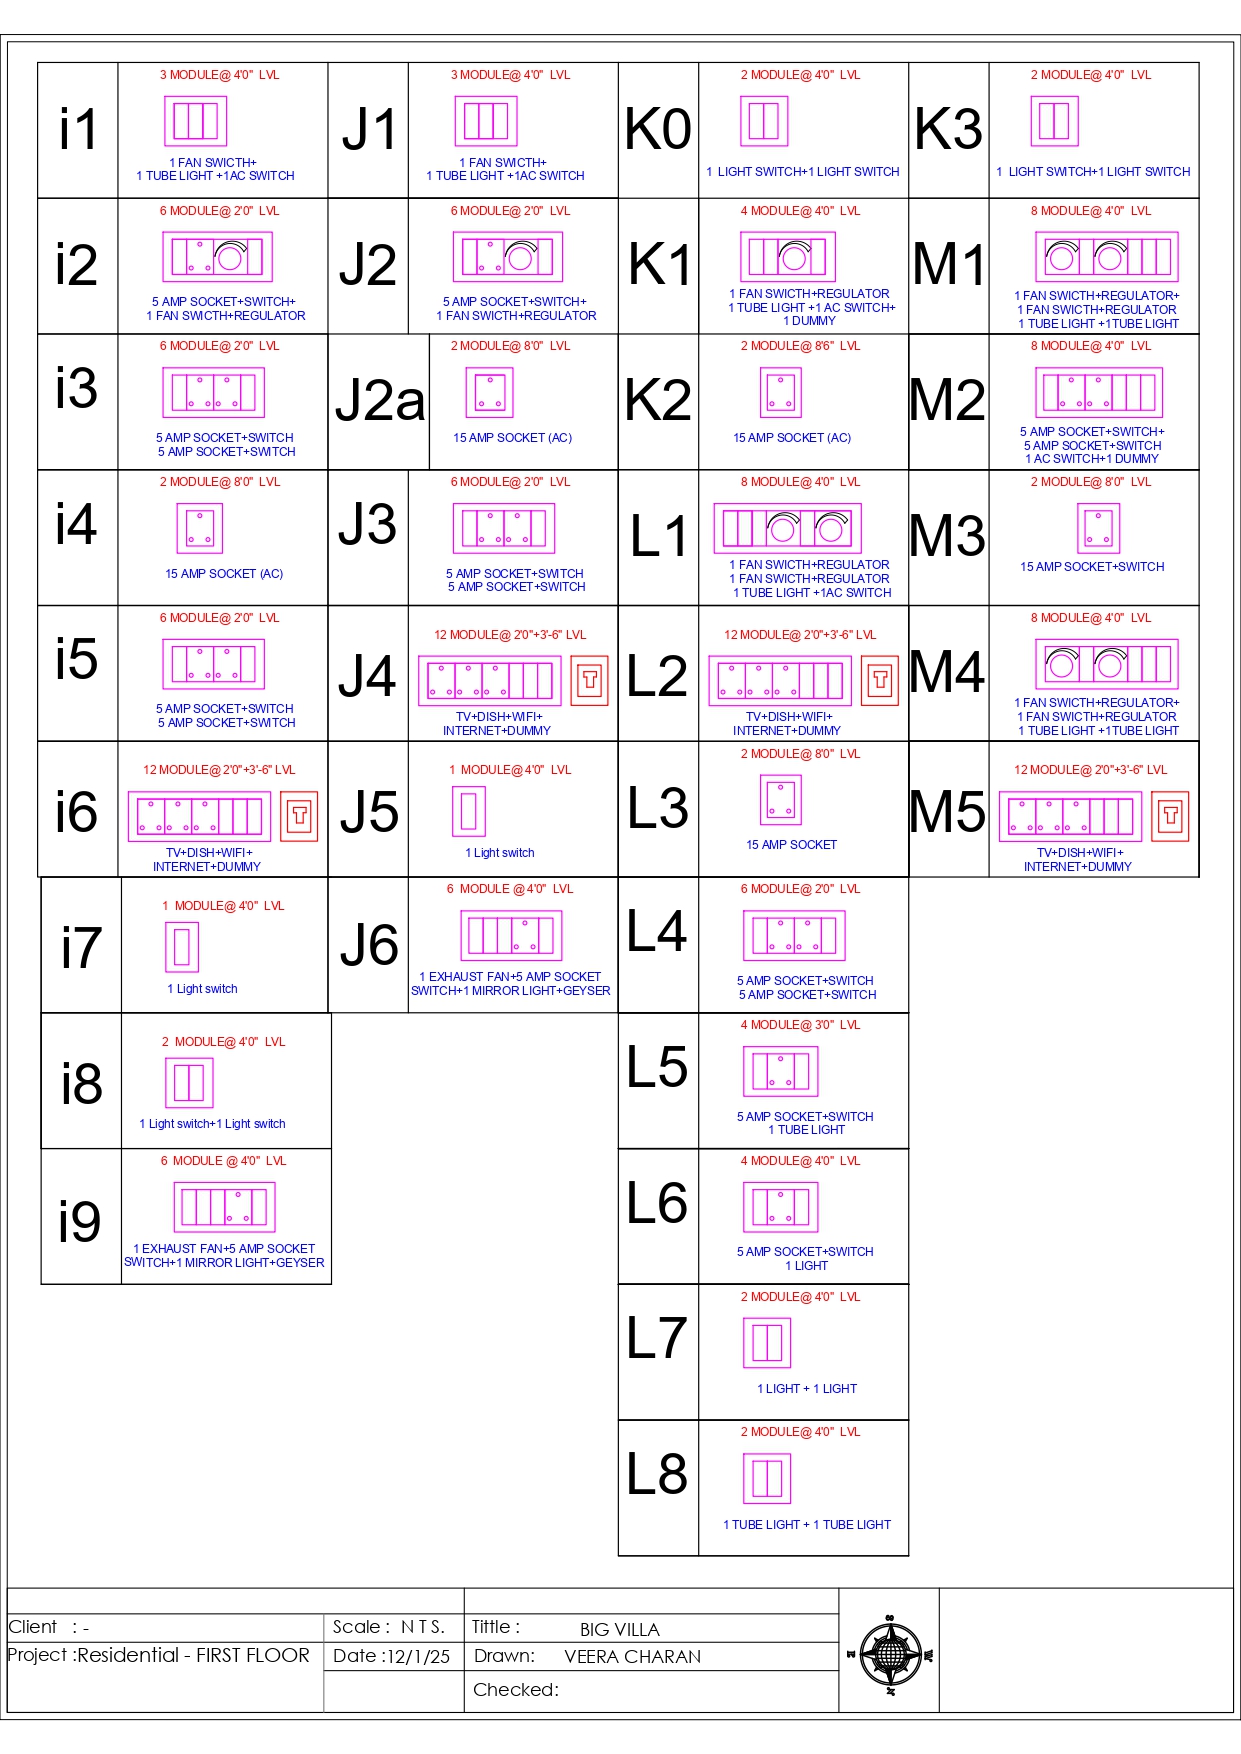 i1
3 MODULE@ 4'0" LVL
1 FAN SWICTH+
1 TUBE LIGHT +1AC SWITCH
J1
3 MODULE@ 4'0" LVL
1 FAN SWICTH+
1 TUBE LIGHT +1AC SWITCH
K0
2 MODULE@ 4'0" LVL
1 LIGHT SWITCH+1 LIGHT SWITCH
K3
2 MODULE@ 4'0" LVL
1 LIGHT SWITCH+1 LIGHT SWITCH
i2
6 MODULE@ 2'0" LVL
5 AMP SOCKET+SWITCH+
1 FAN SWICTH+REGULATOR
J2
6 MODULE@ 2'0" LVL
5 AMP SOCKET+SWITCH+
1 FAN SWICTH+REGULATOR
K1
4 MODULE@ 4'0" LVL
1 FAN SWICTH+REGULATOR
1 TUBE LIGHT +1 AC SWITCH+
1 DUMMY
M1
8 MODULE@ 4'0" LVL
1 FAN SWICTH+REGULATOR+
1 FAN SWICTH+REGULATOR
1 TUBE LIGHT +1TUBE LIGHT
i3
6 MODULE@ 2'0" LVL
5 AMP SOCKET+SWITCH
5 AMP SOCKET+SWITCH
J2a
2 MODULE@ 8'0" LVL
15 AMP SOCKET (AC)
K2
2 MODULE@ 8'6" LVL
15 AMP SOCKET (AC)
M2
8 MODULE@ 4'0" LVL
5 AMP SOCKET+SWITCH+
5 AMP SOCKET+SWITCH
1 AC SWITCH+1 DUMMY
i4
2 MODULE@ 8'0" LVL
15 AMP SOCKET (AC)
J3
6 MODULE@ 2'0" LVL
5 AMP SOCKET+SWITCH
5 AMP SOCKET+SWITCH
L1
8 MODULE@ 4'0" LVL
1 FAN SWICTH+REGULATOR
1 FAN SWICTH+REGULATOR
1 TUBE LIGHT +1AC SWITCH
M3
2 MODULE@ 8'0" LVL
15 AMP SOCKET+SWITCH
i5
6 MODULE@ 2'0" LVL
5 AMP SOCKET+SWITCH
5 AMP SOCKET+SWITCH
J4
12 MODULE@ 2'0"+3'-6" LVL
T
TV+DISH+WIFI+
INTERNET+DUMMY
L2
12 MODULE@ 2'0"+3'-6" LVL
T
TV+DISH+WIFI+
INTERNET+DUMMY
M4
8 MODULE@ 4'0" LVL
1 FAN SWICTH+REGULATOR+
1 FAN SWICTH+REGULATOR
1 TUBE LIGHT +1TUBE LIGHT
i6
12 MODULE@ 2'0"+3'-6" LVL
T
TV+DISH+WIFI+
INTERNET+DUMMY
J5
1 MODULE@ 4'0" LVL
1 Light switch
L3
2 MODULE@ 8'0" LVL
15 AMP SOCKET
M5
12 MODULE@ 2'0"+3'-6" LVL
T
TV+DISH+WIFI+
INTERNET+DUMMY
i7
1 MODULE@ 4'0" LVL
1 Light switch
J6
6 MODULE @ 4'0" LVL
1 EXHAUST FAN+5 AMP SOCKET
SWITCH+1 MIRROR LIGHT+GEYSER
L4
6 MODULE@ 2'0" LVL
5 AMP SOCKET+SWITCH
5 AMP SOCKET+SWITCH
i8
2 MODULE@ 4'0" LVL
1 Light switch+1 Light switch
L5
4 MODULE@ 3'0" LVL
5 AMP SOCKET+SWITCH
1 TUBE LIGHT
i9
6 MODULE @ 4'0" LVL
1 EXHAUST FAN+5 AMP SOCKET
SWITCH+1 MIRROR LIGHT+GEYSER
L6
4 MODULE@ 4'0" LVL
5 AMP SOCKET+SWITCH
1 LIGHT
L7
2 MODULE@ 4'0" LVL
1 LIGHT + 1 LIGHT
L8
2 MODULE@ 4'0" LVL
1 TUBE LIGHT + 1 TUBE LIGHT
Client : -
Scale : N T S.
Tittle : BIG VILLA
Project :Residential - FIRST FLOOR
Date :12/1/25
Drawn: VEERA CHARAN
Checked:
S
E
W
N